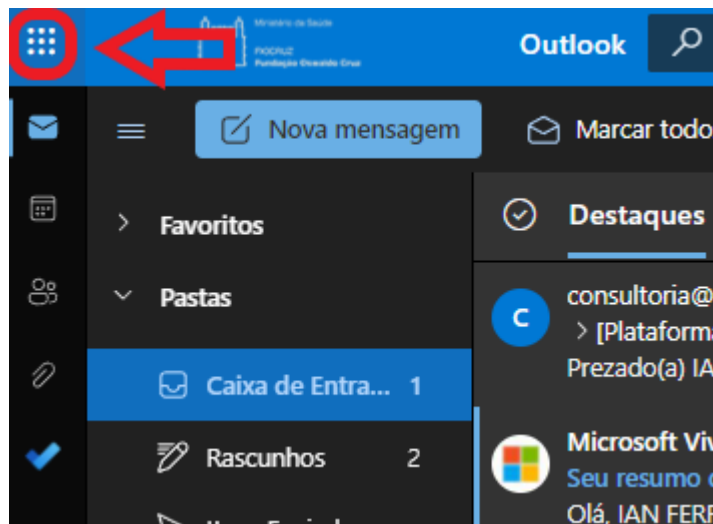 Ministério da Saúde
FIOCRUZ
Fundação Oswaldo Cruz
Outlook
Nova mensagem
Marcar todo
Favoritos
Destaques
Pastas
C
consultoria@
> [Plataforma
Prezado(a) IA
Caixa de Entra... 1
Rascunhos 2
Microsoft Viv
Seu resumo
Olá, IAN FERR